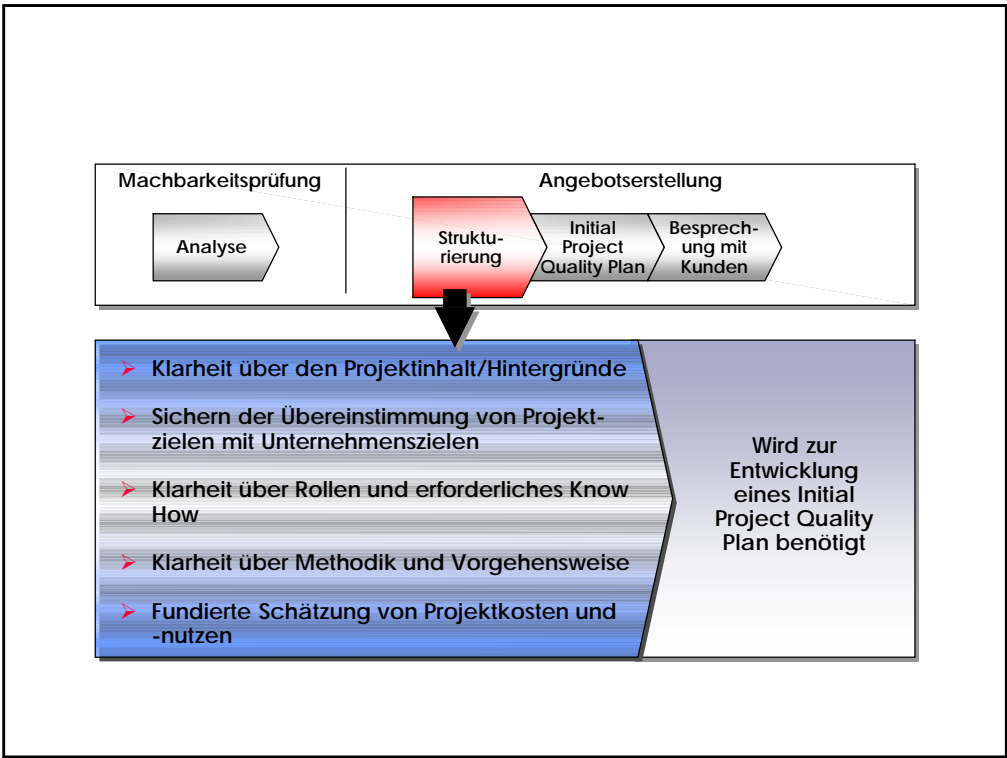 Machbarkeitsprüfung
Angebotserstellung
Analyse
Struktu-
rierung
Initial
Project
Quality Plan
Besprech-
ung mit
Kunden
Klarheit über den Projektinhalt/Hintergründe
Sichern der Übereinstimmung von Projekt-
zielen mit Unternehmenszielen
Klarheit über Rollen und erforderliches Know
How
Klarheit über Methodik und Vorgehensweise
Fundierte Schätzung von Projektkosten und
-nutzen
Wird zur
Entwicklung
eines Initial
Project Quality
Plan benötigt